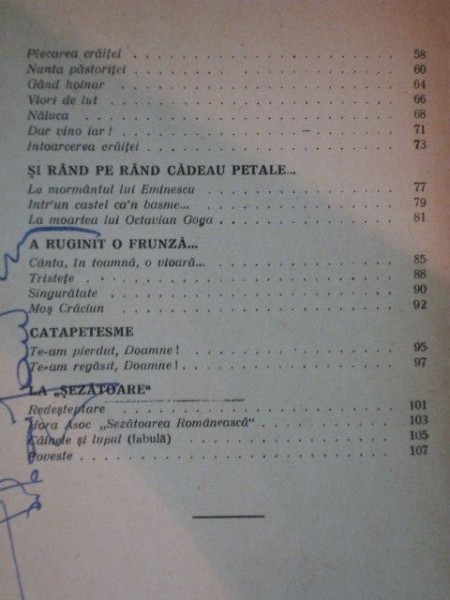 Plecarea crăiței . . . . . . . . . . 58
Nunta păstoriței . . . . . . . . . . 60
Gând hoinar . . . . . . . . . . 64
Viori de lut . . . . . . . . . . 66
Năluca . . . . . . . . . . 68
Dar vino iar ! . . . . . . . . . . 71
Intoarcerea crăiței . . . . . . . . . . 73
ȘI RÂND PE RÂND CĂDEAU PETALE...
La mormântul lui Eminescu . . . . . . . . . . 77
Intr'un castel ca'n basme... . . . . . . . . . . 79
La moartea lui Octavian Goga . . . . . . . . . . 81
A RUGINIT O FRUNZĂ...
Cânta, în toamnă, o vioară... . . . . . . . . . . 85
Tristețe . . . . . . . . . . 88
Singurătate . . . . . . . . . . 90
Moș Crăciun . . . . . . . . . . 92
CATAPETESME
Te-am pierdut, Doamne ! . . . . . . . . . . 95
Te-am regăsit, Doamne ! . . . . . . . . . . 97
LA „ȘEZĂTOARE"
Redeșteptare . . . . . . . . . . 101
Hora Asoc „Sezătoarea Românească" . . . . . . . . . . 103
Câinele și lupul (fabulă) . . . . . . . . . . 105
Poveste . . . . . . . . . . 107